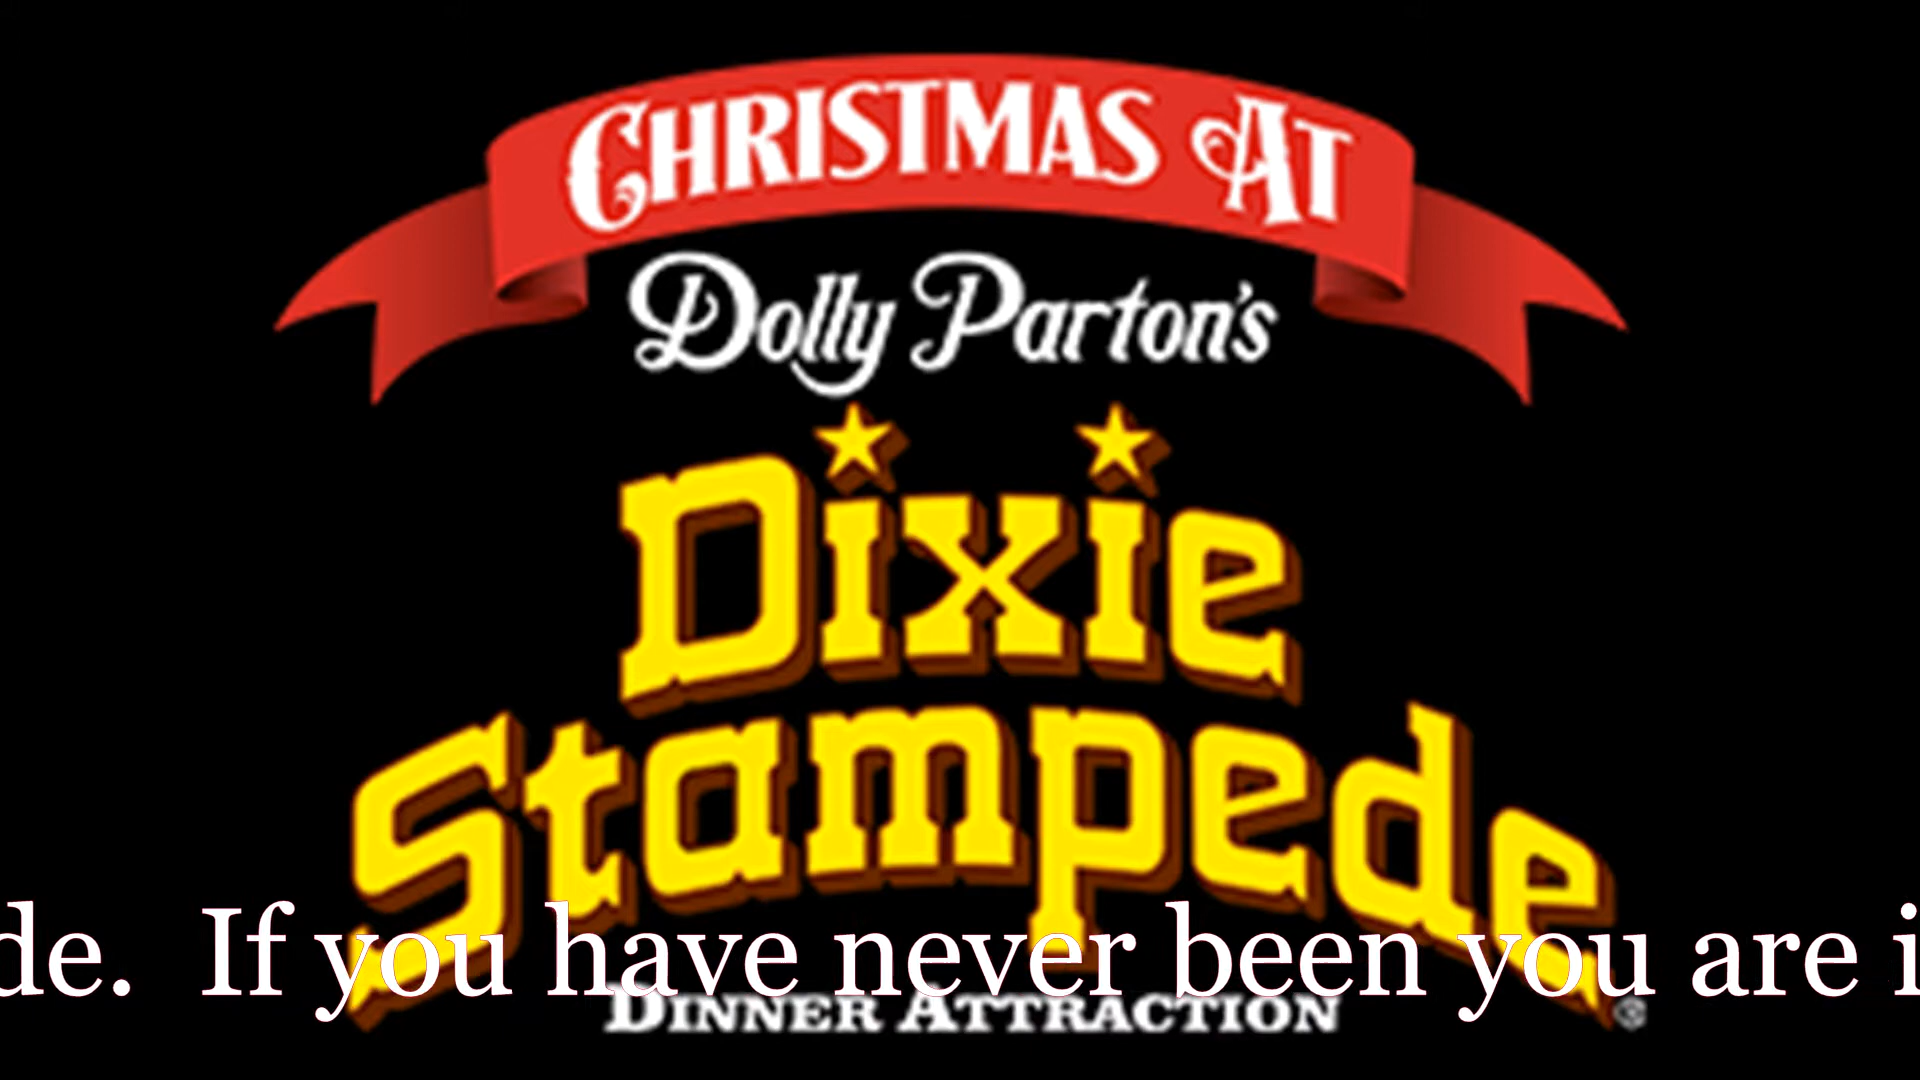 CHRISTMAS AT
Dolly Parton's
Dixie
Stampede
de.  If you have never been you are i
DINNER ATTRACTION